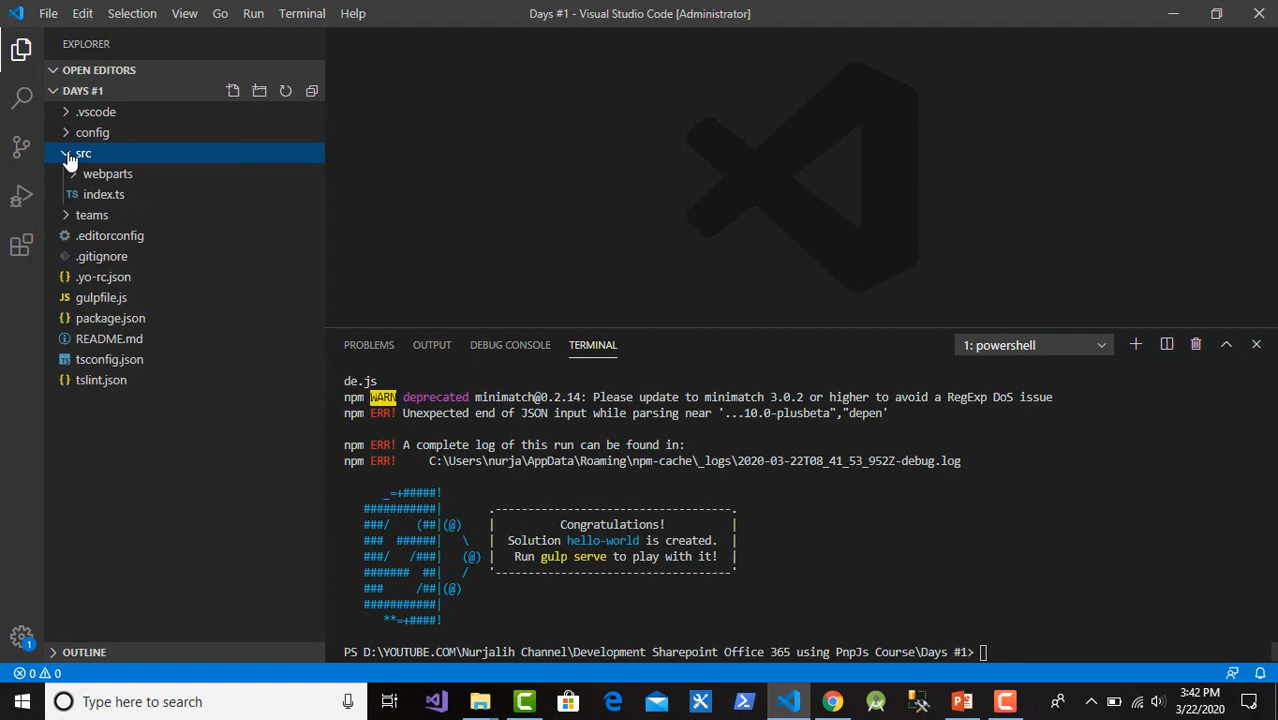 File Edit Selection View Go Run Terminal Help
Days #1 - Visual Studio Code [Administrator]
EXPLORER
OPEN EDITORS
DAYS #1
.vscode
config
src
webparts
TS index.ts
teams
.editorconfig
.gitignore
{} .yo-rc.json
JS gulpfile.js
{} package.json
README.md
tsconfig.json
{} tslint.json
OUTLINE
PROBLEMS OUTPUT DEBUG CONSOLE TERMINAL
1: powershell
de.js
npm WARN deprecated minimatch@0.2.14: Please update to minimatch 3.0.2 or higher to avoid a RegExp DoS issue
npm ERR! Unexpected end of JSON input while parsing near '...10.0-plusbeta","depen'
npm ERR! A complete log of this run can be found in:
npm ERR!     C:\Users\nurja\AppData\Roaming\npm-cache\_logs\2020-03-22T08_41_53_952Z-debug.log
      _=+#####!
   ###########|      .-----------------------------------.
   ###/    (##|(@)   |          Congratulations!         |
   ###  ######|   \  |   Solution hello-world is created.  |
   ###/   /###|   (@) |    Run gulp serve to play with it!  |
   #######  ##|   /  '-----------------------------------'
   ###     /##|(@)
   ###########|
      **=+####!
PS D:\YOUTUBE.COM\Nurjalih Channel\Development Sharepoint Office 365 using PnpJs Course\Days #1>
1
0 0
Type here to search
3:42 PM
3/22/2020